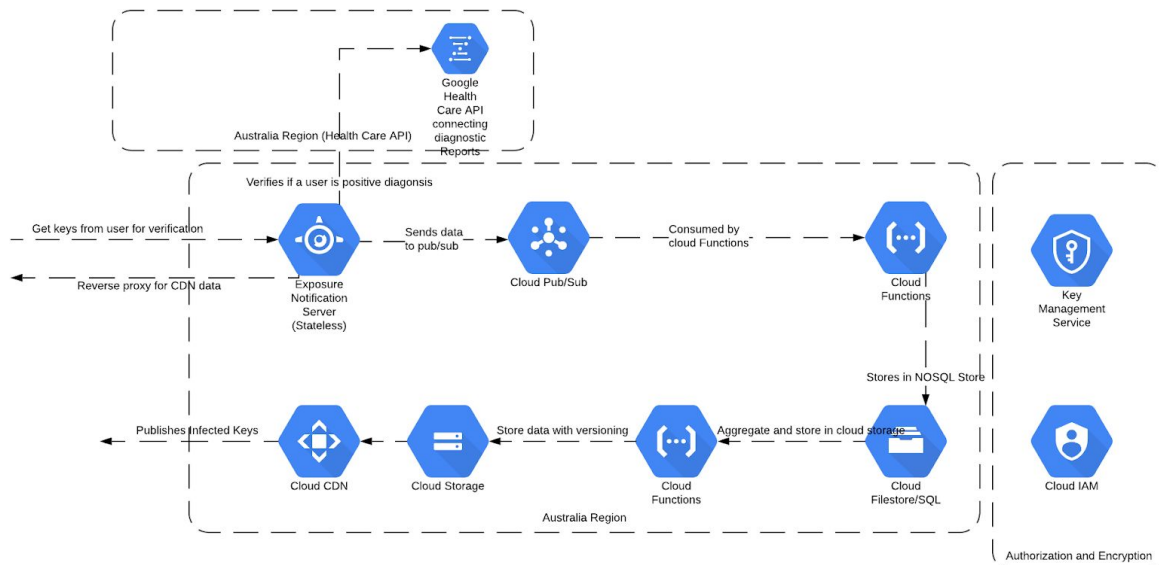 Google
Health
Care API
connecting
diagnostic
Reports
Australia Region (Health Care API)
Verifies if a user is positive diagonsis
Get keys from user for verification
Reverse proxy for CDN data
Exposure
Notification
Server
(Stateless)
Sends data
to pub/sub
Cloud Pub/Sub
Consumed by
cloud Functions
Cloud
Functions
Key
Management
Service
Stores in NOSQL Store
Publishes Infected Keys
Cloud CDN
Cloud Storage
Store data with versioning
Cloud
Functions
Aggregate and store in cloud storage
Cloud
Filestore/SQL
Cloud IAM
Australia Region
Authorization and Encryption